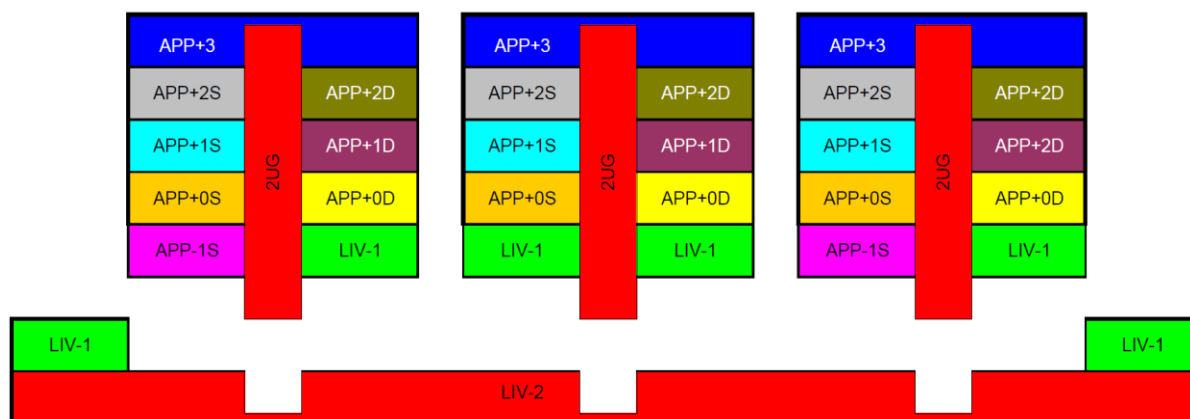 APP+3 APP+3 APP+3
APP+2S APP+2D APP+2S APP+2D APP+2S APP+2D
APP+1S 2UG APP+1D APP+1S 2UG APP+1D APP+1S 2UG APP+2D
APP+0S APP+0D APP+0S APP+0D APP+0S APP+0D
APP-1S LIV-1 LIV-1 LIV-1 APP-1S LIV-1
LIV-1 LIV-1
LIV-2